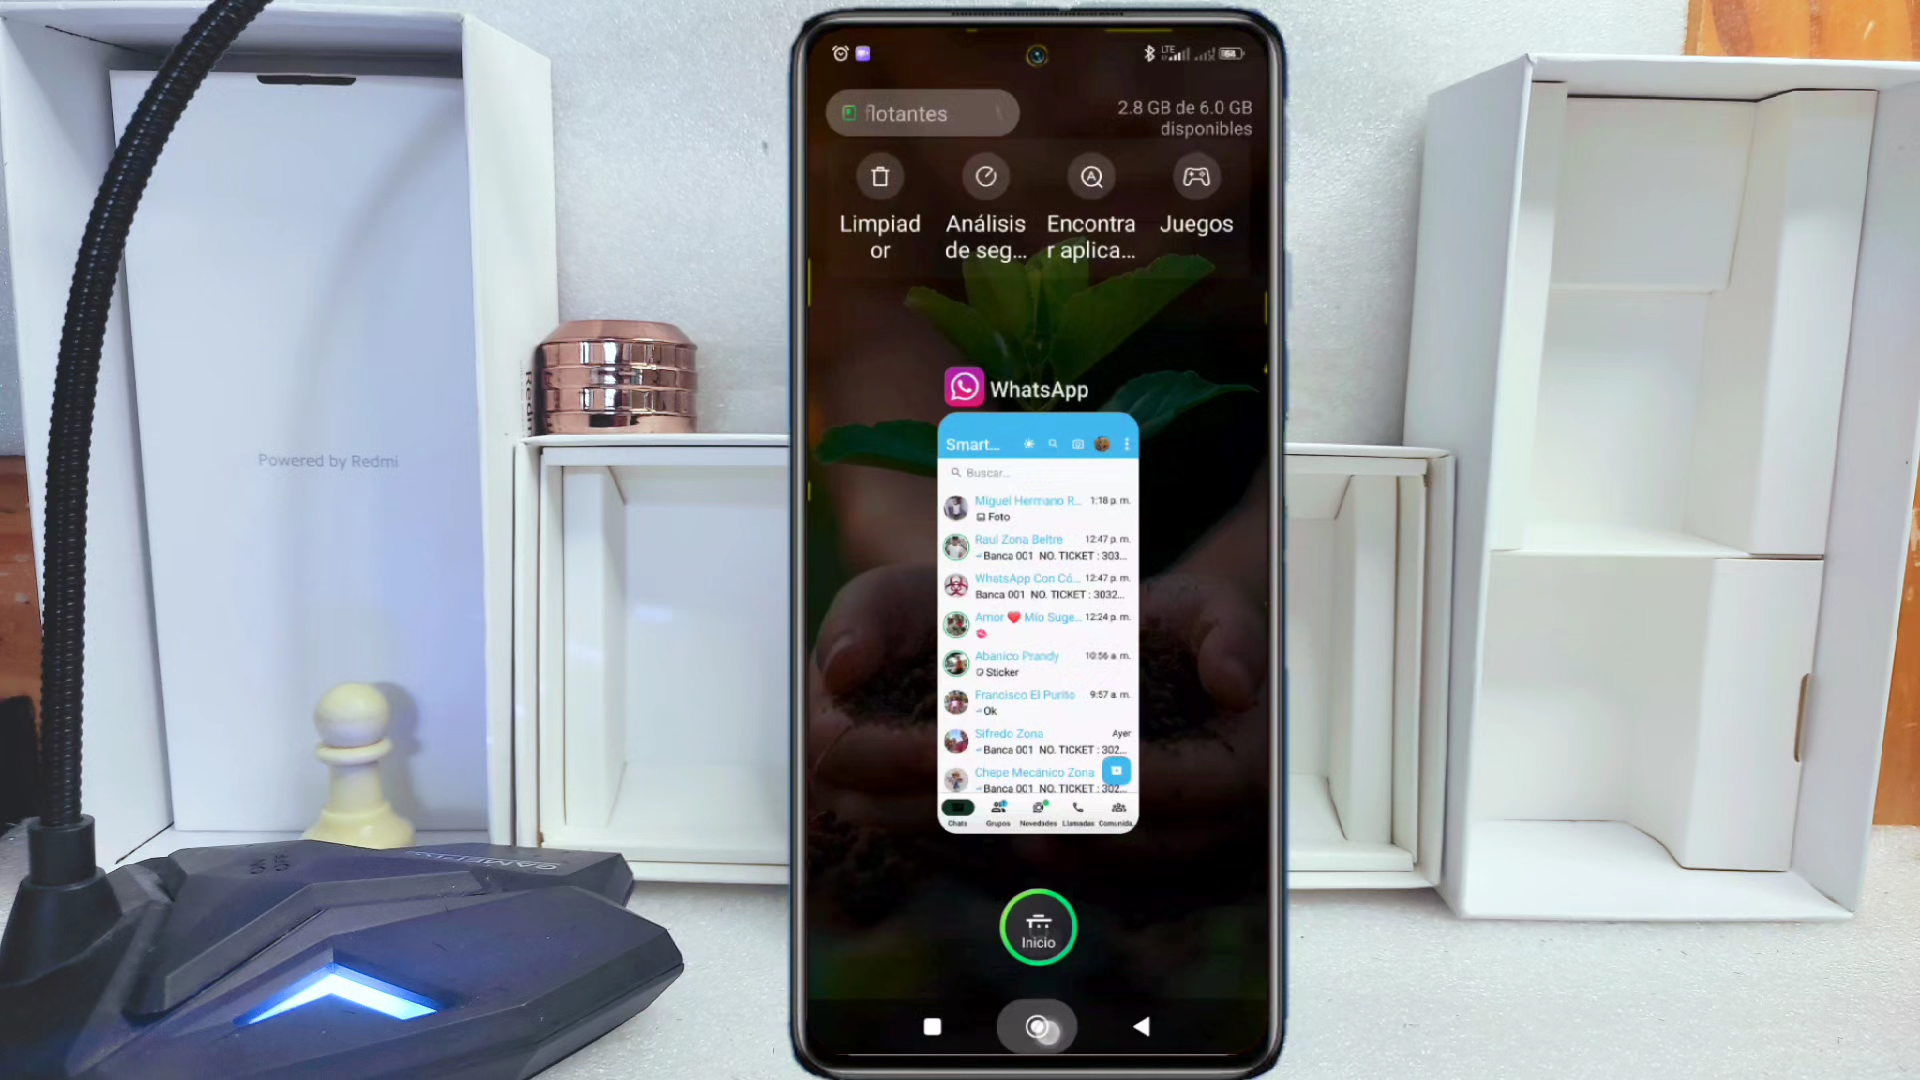 LTE
flotantes
2.8 GB de 6.0 GB
disponibles
Limpiad
or
Análisis
de seg...
Encontra
r aplica...
Juegos
WhatsApp
Smart...
Buscar...
Miguel Hermano R... 1:18 p. m.
Foto
Raul Zona Beltre 12:47 p. m.
Banca 001 NO. TICKET : 303...
WhatsApp Con Có... 12:47 p. m.
Banca 001 NO. TICKET : 3032...
Amor ❤️ Mío Suge... 12:24 p. m.
💋
Abanico Prandy 10:56 a. m.
Sticker
Francisco El Purito 9:57 a. m.
Ok
Sifredo Zona Ayer
Banca 001 NO. TICKET : 302...
Chepe Mecánico Zona
Banca 001 NO. TICKET : 302...
Chats Grupos Novedades Llamadas Comunida
Inicio
Powered by Redmi
ON
OFF